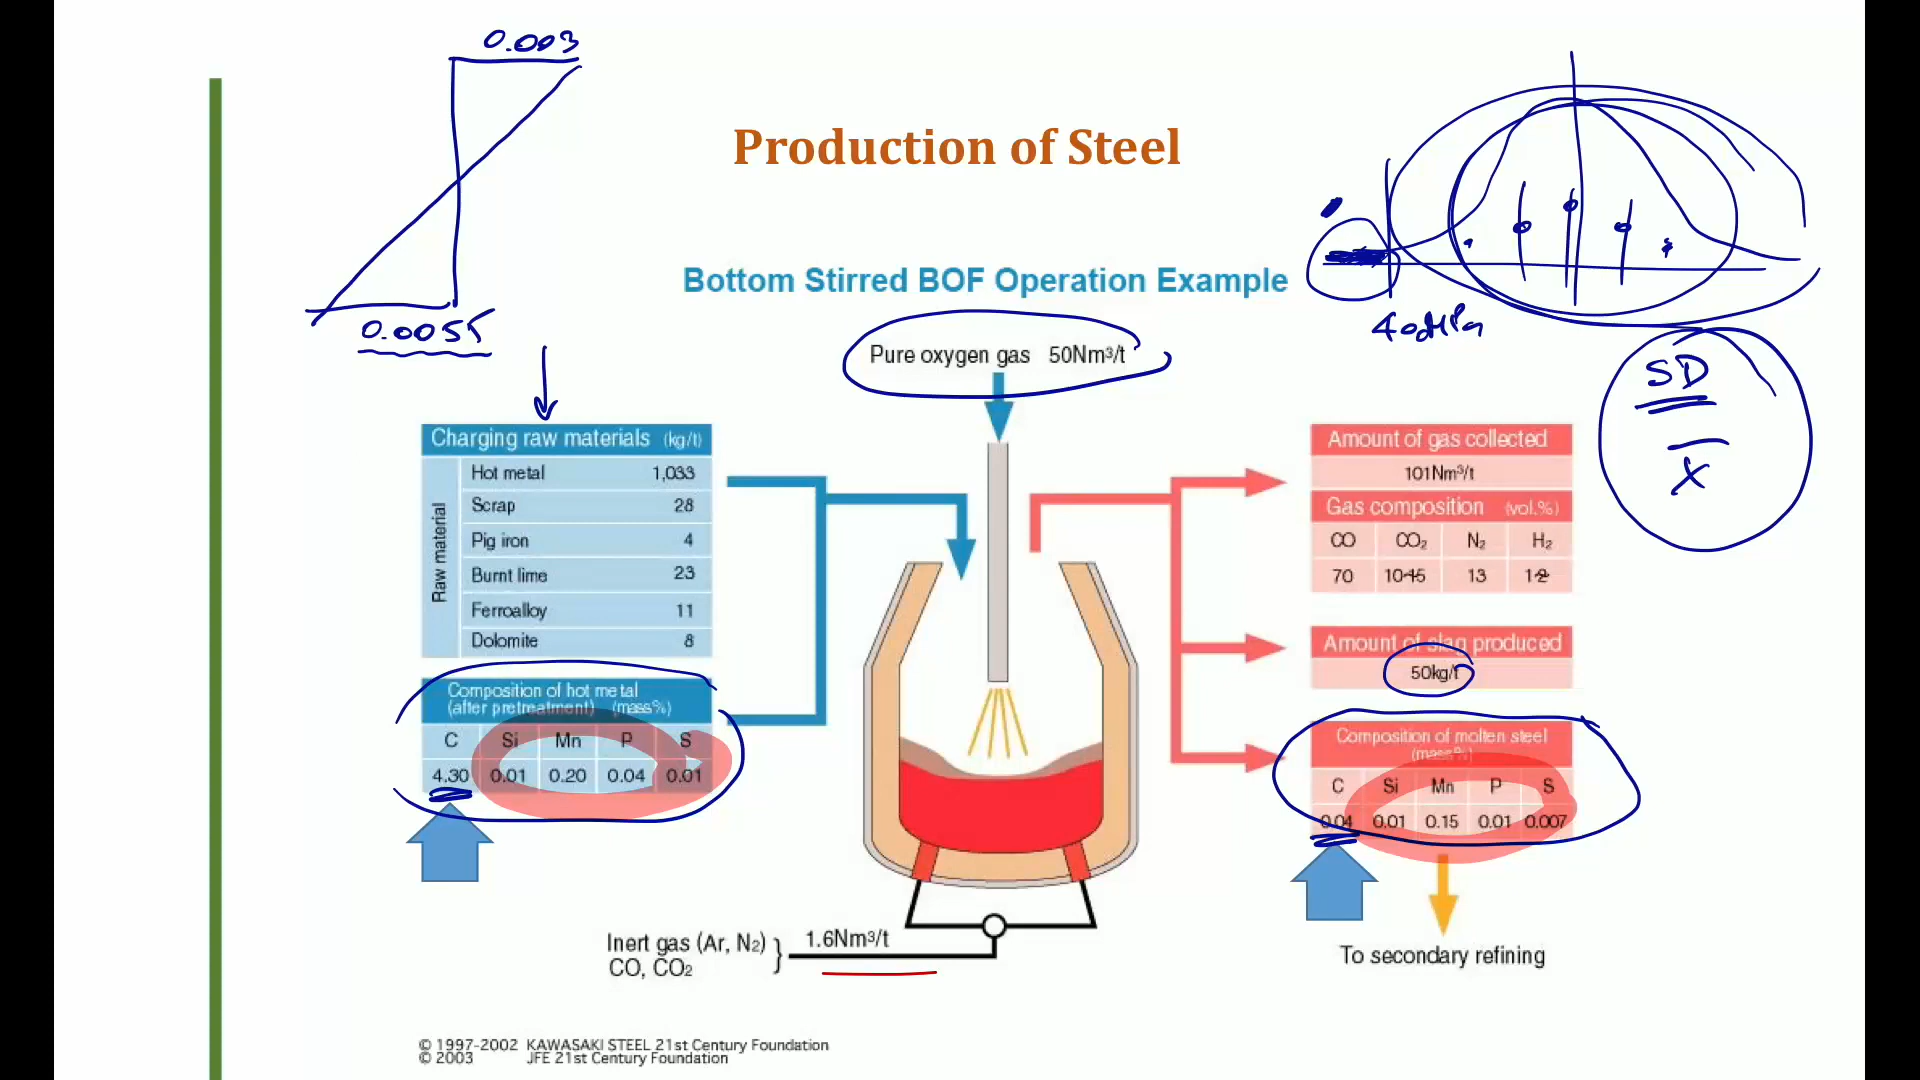 0.003
Production of Steel
Bottom Stirred BOF Operation Example
0.0055
40MPa
Pure oxygen gas 50Nm³/t
SD
X
Charging raw materials (kg/t)
Raw material
Hot metal 1,033
Scrap 28
Pig iron 4
Burnt lime 23
Ferroalloy 11
Dolomite 8
Composition of hot metal
(after pretreatment) (mass%)
C Si Mn P S
4.30 0.01 0.20 0.04 0.01
Amount of gas collected
101Nm³/t
Gas composition (vol.%)
CO CO₂ N₂ H₂
70 10-15 13 1-2
Amount of slag produced
50kg/t
Composition of molten steel
(mass%)
C Si Mn P S
0.04 0.01 0.15 0.01 0.007
To secondary refining
Inert gas (Ar, N₂)
CO, CO₂
1.6Nm³/t
© 1997-2002 KAWASAKI STEEL 21st Century Foundation
© 2003 JFE 21st Century Foundation